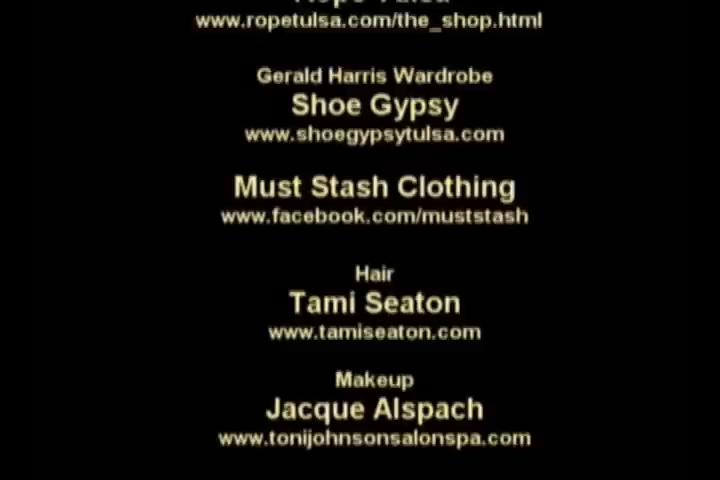 www.ropetulsa.com/the_shop.html
Gerald Harris Wardrobe
Shoe Gypsy
www.shoegypsytulsa.com
Must Stash Clothing
www.facebook.com/muststash
Hair
Tami Seaton
www.tamiseaton.com
Makeup
Jacque Alspach
www.tonijohnsonsalonspa.com